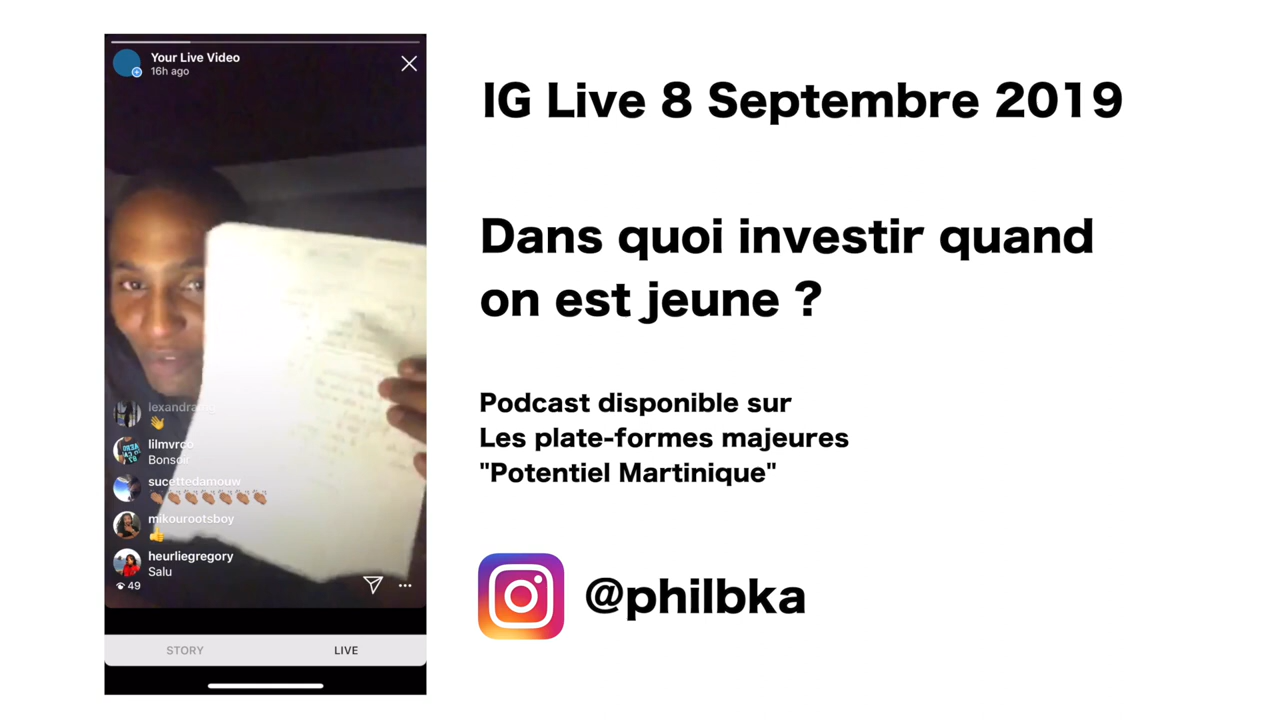 Your Live Video
16h ago
lexandra
lilmvrco
Bonsoir
sucettedamouw
mikourootsboy
heurliegregory
Salu
49
STORY
LIVE
IG Live 8 Septembre 2019
Dans quoi investir quand
on est jeune ?
Podcast disponible sur
Les plate-formes majeures
"Potentiel Martinique"
@philbka